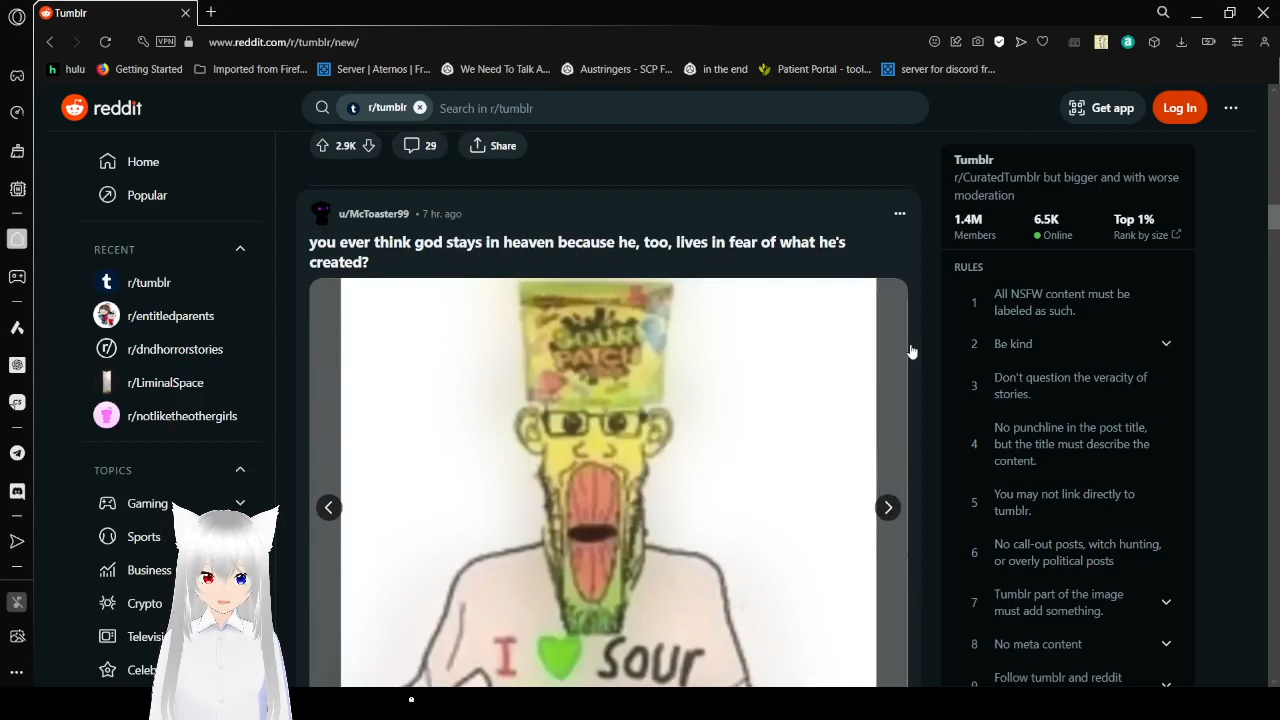 Tumblr
VPN
www.reddit.com/r/tumblr/new/
hulu
Getting Started
Imported from Firef...
Server | Aternos | Fr...
We Need To Talk A...
Austringers - SCP F...
in the end
Patient Portal - tool...
server for discord fr...
reddit
r/tumblr
Search in r/tumblr
Get app
Log In
Home
Popular
RECENT
r/tumblr
r/entitledparents
r/dndhorrorstories
r/LiminalSpace
r/notliketheothergirls
TOPICS
Gaming
Sports
Business
Crypto
2.9K
29
Share
u/McToaster99 • 7 hr. ago
you ever think god stays in heaven because he, too, lives in fear of what he's
created?
SOUR
PATCH
I sour
Tumblr
r/CuratedTumblr but bigger and with worse
moderation
1.4M
Members
6.5K
Online
Top 1%
Rank by size
RULES
1 All NSFW content must be
labeled as such.
2 Be kind
3 Don't question the veracity of
stories.
4 No punchline in the post title,
but the title must describe the
content.
5 You may not link directly to
tumblr.
6 No call-out posts, witch hunting,
or overly political posts
7 Tumblr part of the image
must add something.
8 No meta content
Follow tumblr and reddit